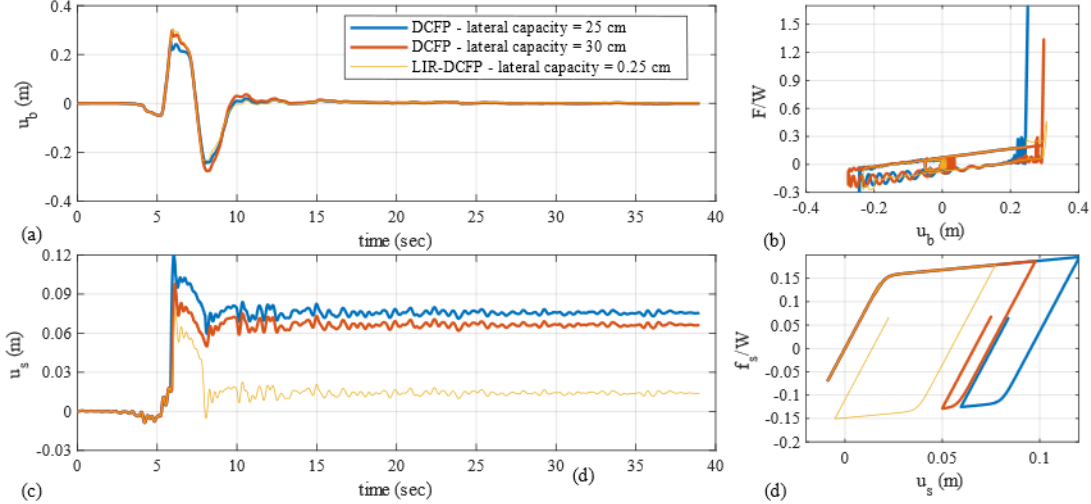 0.4
0.2
0
-0.2
-0.4
u_b (m)
DCFP - lateral capacity = 25 cm
DCFP - lateral capacity = 30 cm
LIR-DCFP - lateral capacity = 0.25 cm
0 5 10 15 20 25 30 35 40
time (sec)
(a)
1.5
1.2
0.9
0.6
0.3
0
-0.3
F/W
-0.4 -0.2 0 0.2 0.4
u_b (m)
(b)
0.12
0.09
0.06
0.03
0
-0.03
u_s (m)
0 5 10 15 20 25 30 35 40
time (sec)
(d)
(c)
0.15
0.1
0.05
0
-0.05
-0.1
-0.15
-0.2
f_s/W
0 0.05 0.1
u_s (m)
(d)